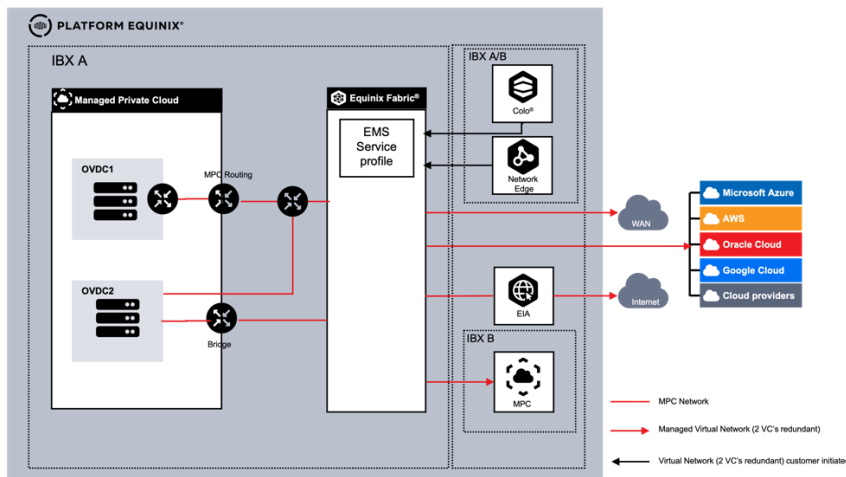 PLATFORM EQUINIX®
IBX A
IBX A/B
Managed Private Cloud
Equinix Fabric®
Colo®
EMS
Service
profile
OVDC1
MPC Routing
Network
Edge
Microsoft Azure
WAN
AWS
Oracle Cloud
OVDC2
Google Cloud
EIA
Internet
Cloud providers
Bridge
IBX B
MPC
MPC Network
Managed Virtual Network (2 VC's redundant)
Virtual Network (2 VC's redundant) customer initiated